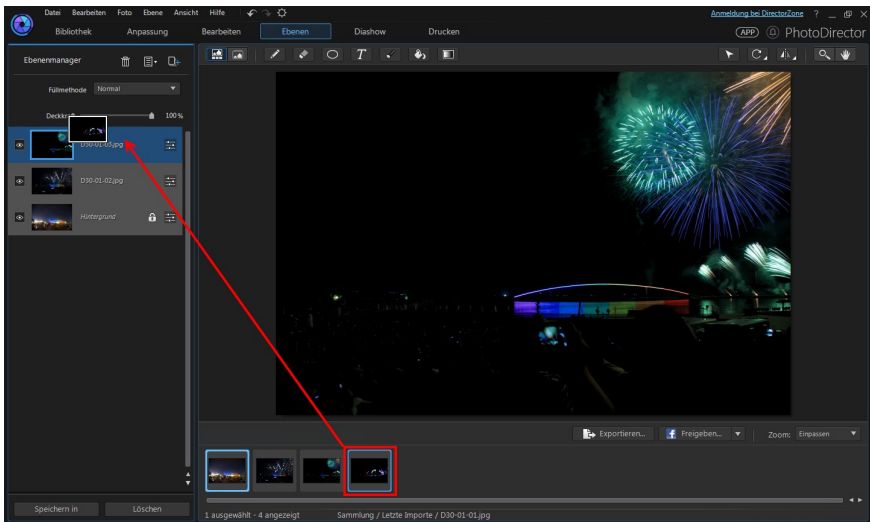 Datei Bearbeiten Foto Ebene Ansicht Hilfe Anmeldung bei DirectorZone ?
Bibliothek Anpassung Bearbeiten Ebenen Diashow Drucken APP PhotoDirector
Ebenenmanager T
Füllmethode Normal
100 %
D30-01-03.jpg
D30-01-02.jpg
Hintergrund
Exportieren... f Freigeben... Zoom: Einpassen
Speichern in Löschen
1 ausgewählt - 4 angezeigt Sammlung / Letzte Importe / D30-01-01.jpg